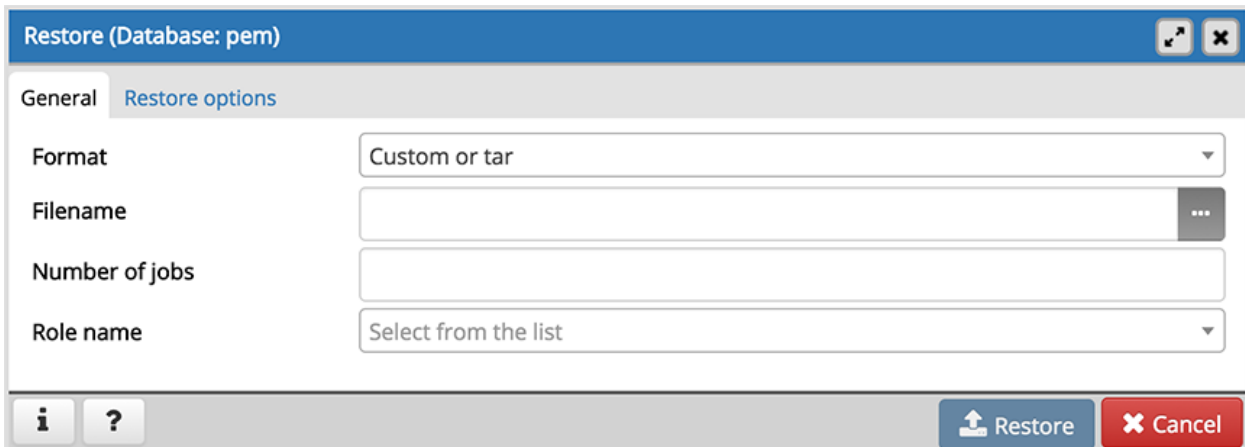 Restore (Database: pem)
General Restore options
Format Custom or tar
Filename
Number of jobs
Role name Select from the list
i ? Restore Cancel